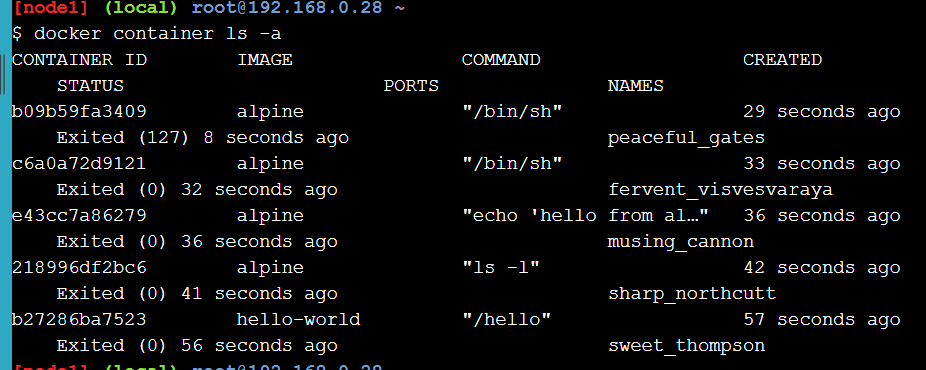 [node1] (local) root@192.168.0.28 ~
$ docker container ls -a
CONTAINER ID        IMAGE               COMMAND                  CREATED
    STATUS                       PORTS               NAMES
b09b59fa3409        alpine              "/bin/sh"                29 seconds ago
    Exited (127) 8 seconds ago                       peaceful_gates
c6a0a72d9121        alpine              "/bin/sh"                33 seconds ago
    Exited (0) 32 seconds ago                        fervent_visvesvaraya
e43cc7a86279        alpine              "echo 'hello from al…"   36 seconds ago
    Exited (0) 36 seconds ago                        musing_cannon
218996df2bc6        alpine              "ls -l"                  42 seconds ago
    Exited (0) 41 seconds ago                        sharp_northcutt
b27286ba7523        hello-world         "/hello"                 57 seconds ago
    Exited (0) 56 seconds ago                        sweet_thompson
[node1] (local) root@192.168.0.28